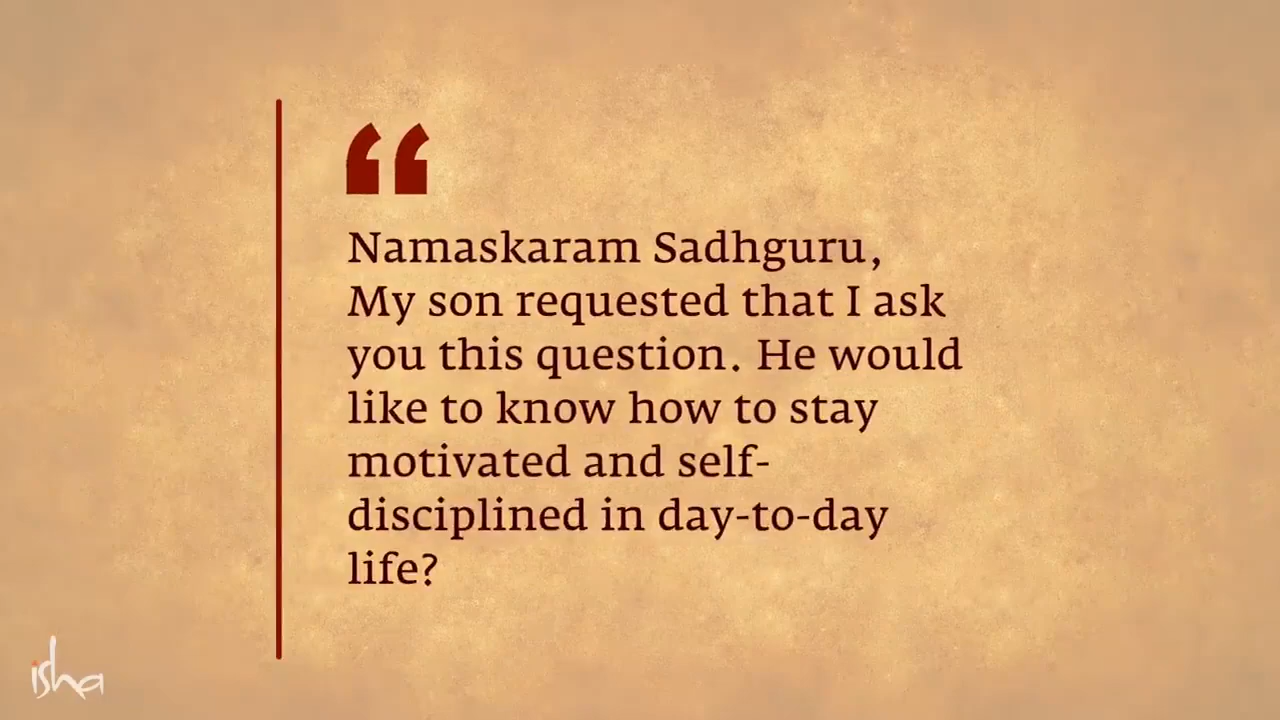 “
Namaskaram Sadhguru,
My son requested that I ask
you this question. He would
like to know how to stay
motivated and self-
disciplined in day-to-day
life?
isha